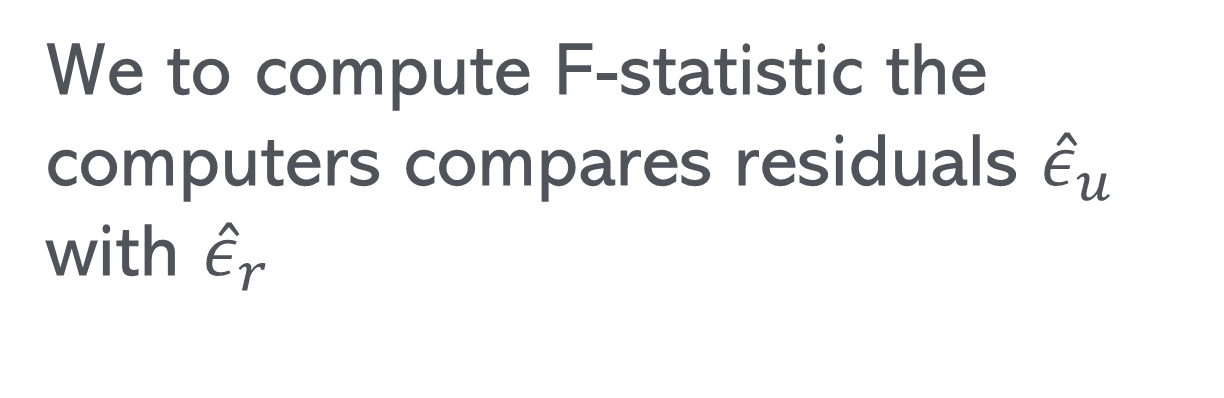 We to compute F-statistic the
computers compares residuals ϵ̂ᵤ
with ϵ̂ᵣ